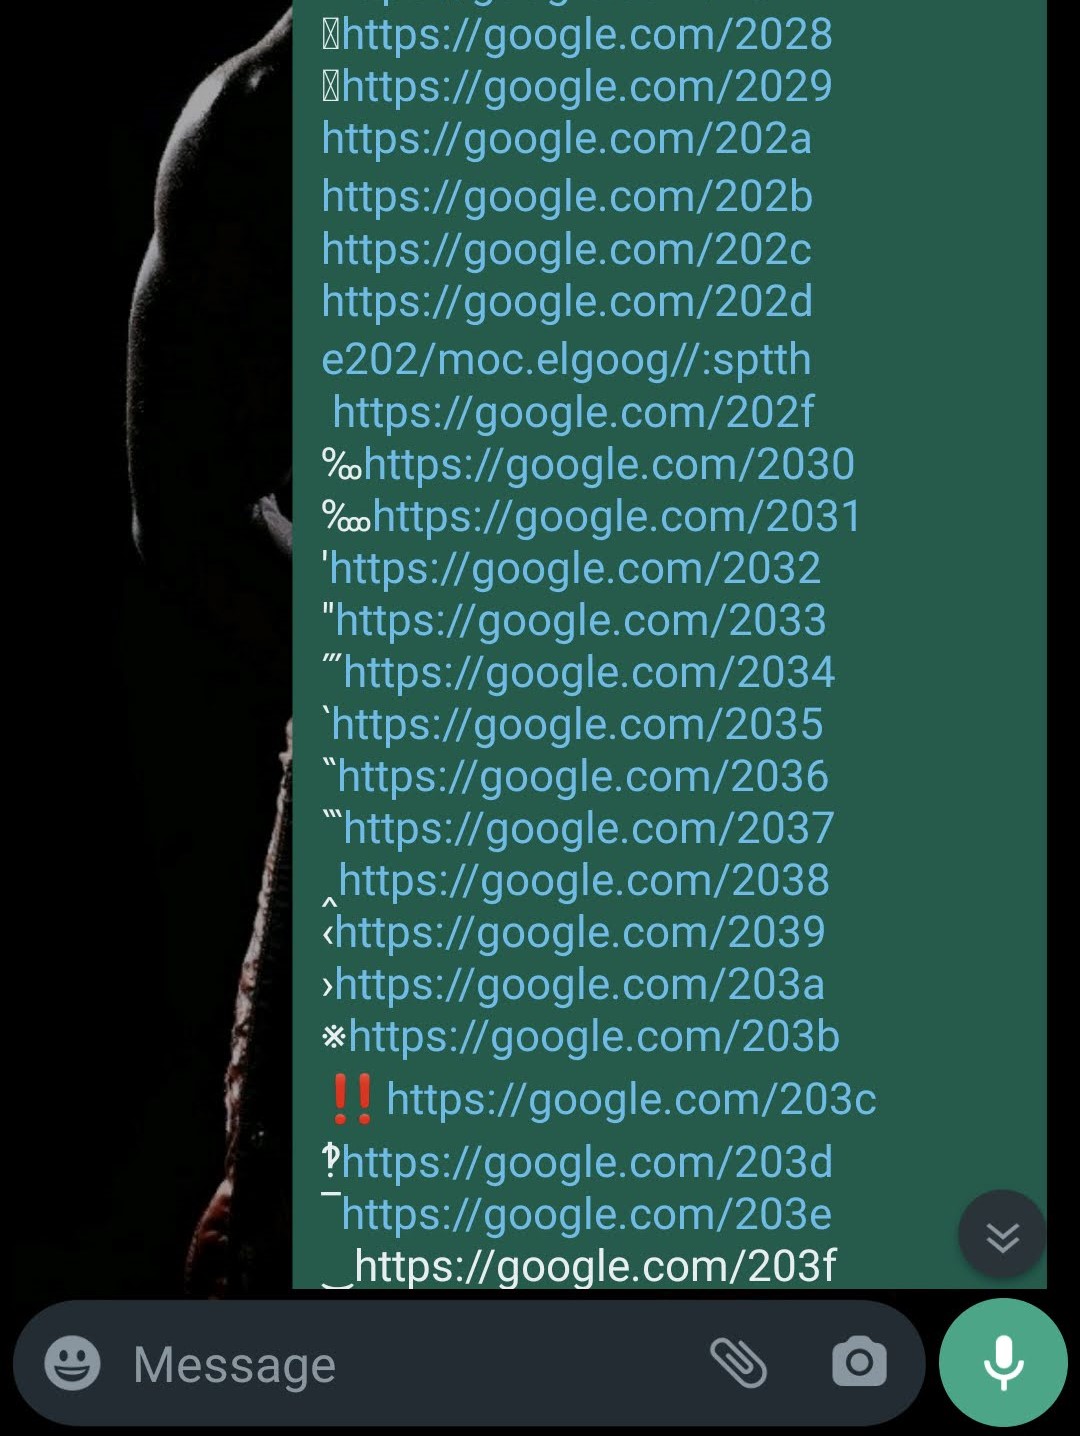 https://google.com/2028
https://google.com/2029
https://google.com/202a
https://google.com/202b
https://google.com/202c
https://google.com/202d
e202/moc.elgoog//:sptth
https://google.com/202f
‰https://google.com/2030
‱https://google.com/2031
′https://google.com/2032
″https://google.com/2033
‴https://google.com/2034
‵https://google.com/2035
‶https://google.com/2036
‷https://google.com/2037
‸https://google.com/2038
‹https://google.com/2039
›https://google.com/203a
※https://google.com/203b
‼️https://google.com/203c
‽https://google.com/203d
‾https://google.com/203e
‿https://google.com/203f
Message